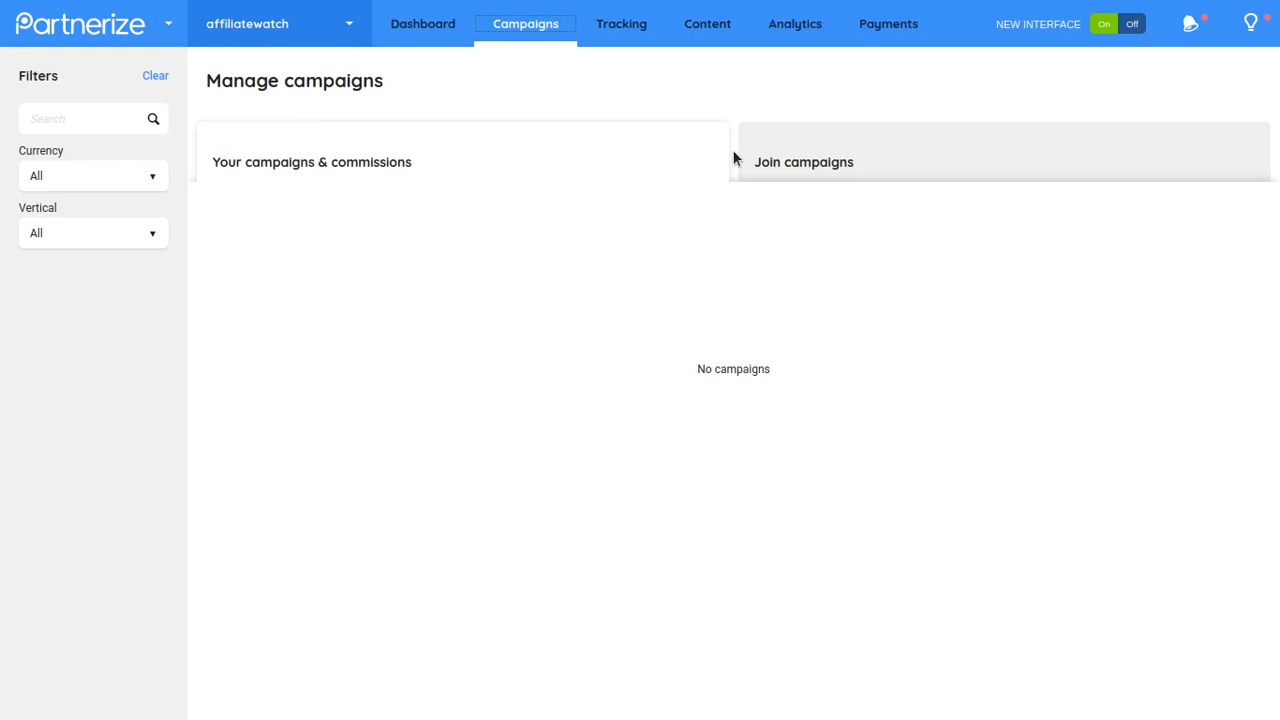 Partnerize
affiliatewatch
Dashboard
Campaigns
Tracking
Content
Analytics
Payments
NEW INTERFACE
On
Off
Filters
Clear
Search
Currency
All
Vertical
All
Manage campaigns
Your campaigns & commissions
Join campaigns
No campaigns